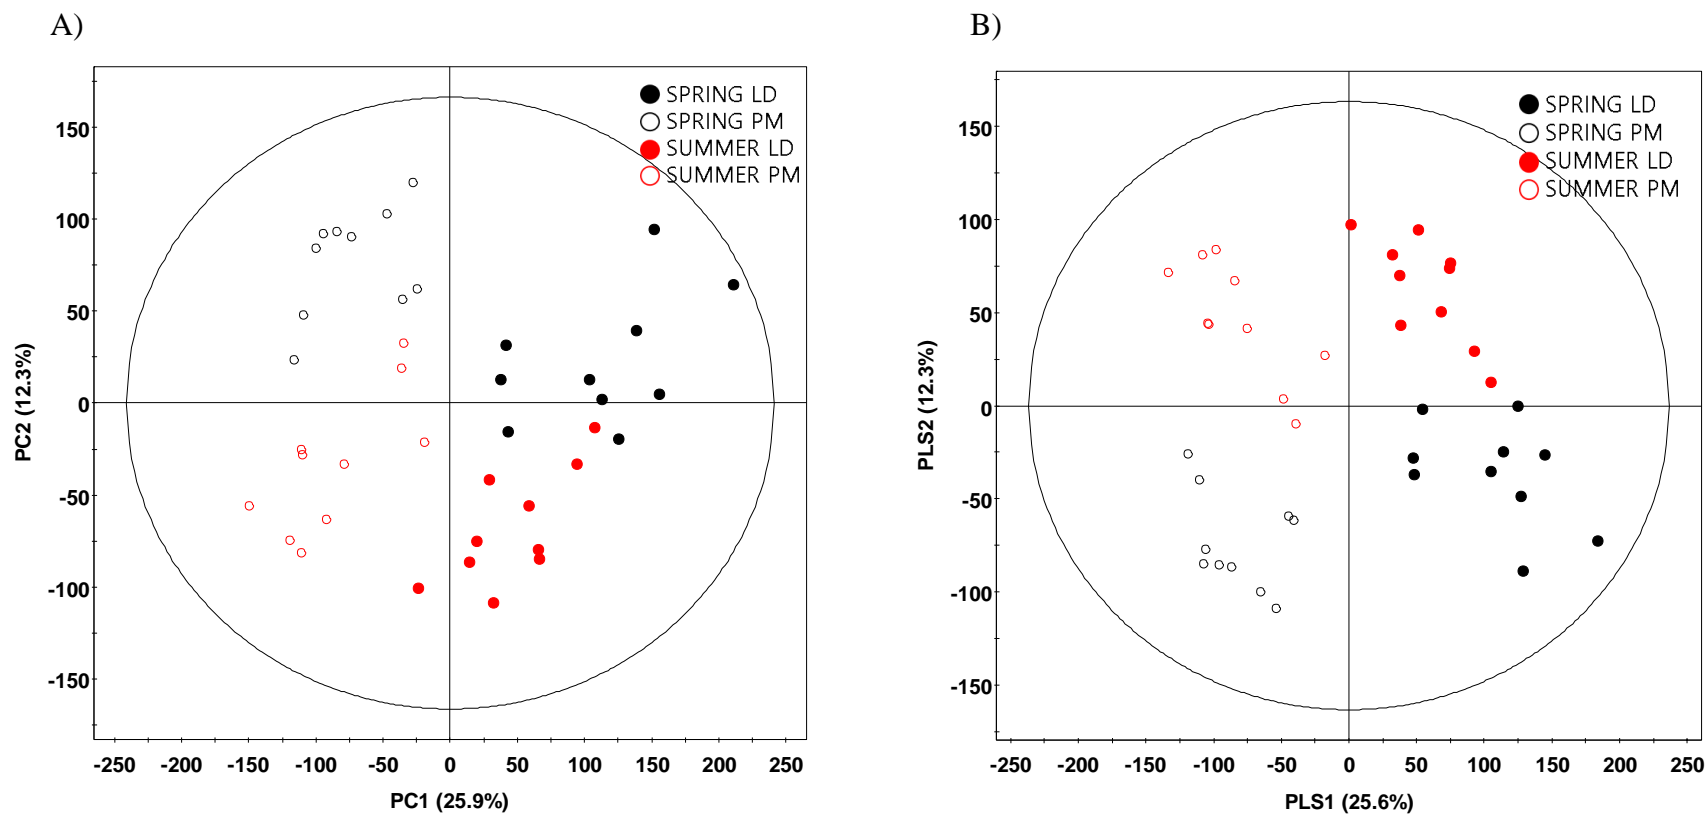 A)
SPRING LD
SPRING PM
SUMMER LD
SUMMER PM
150
100
50
0
-50
-100
-150
PC2 (12.3%)
-250 -200 -150 -100 -50 0 50 100 150 200 250
PC1 (25.9%)
B)
SPRING LD
SPRING PM
SUMMER LD
SUMMER PM
150
100
50
0
-50
-100
-150
PLS2 (12.3%)
-250 -200 -150 -100 -50 0 50 100 150 200 250
PLS1 (25.6%)